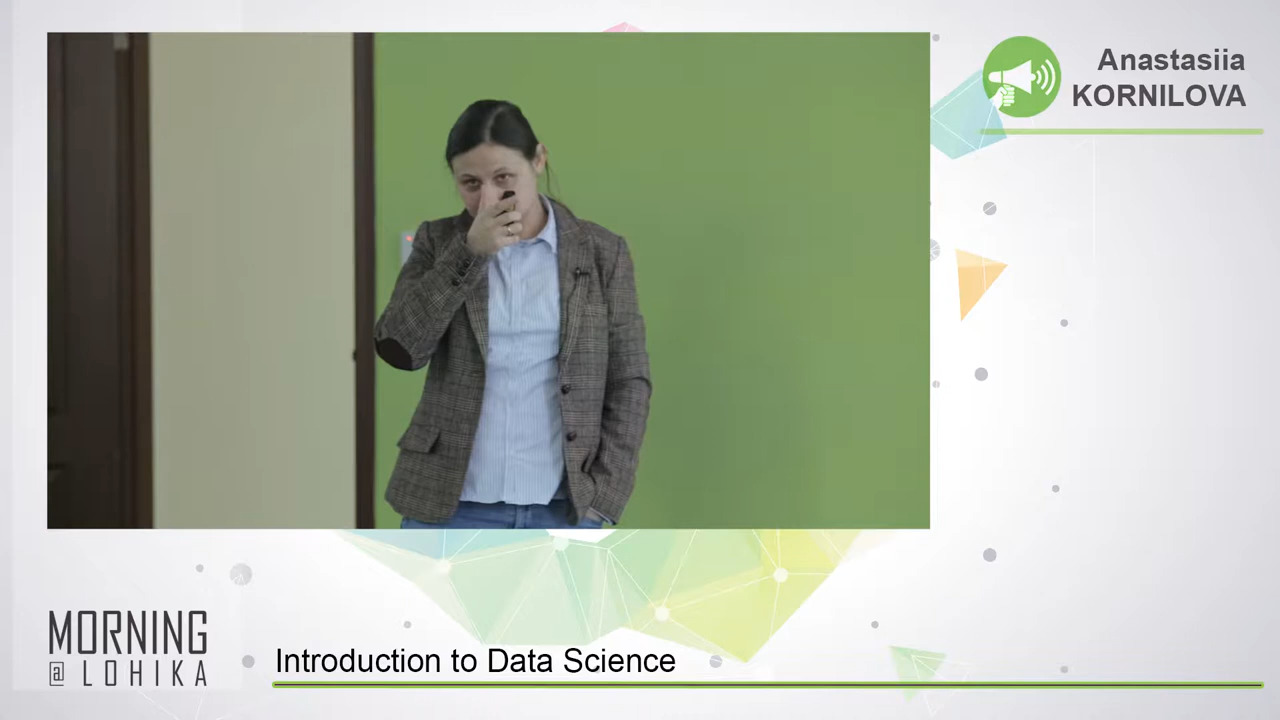 Anastasiia
KORNILOVA
MORNING
@ LOHIKA
Introduction to Data Science